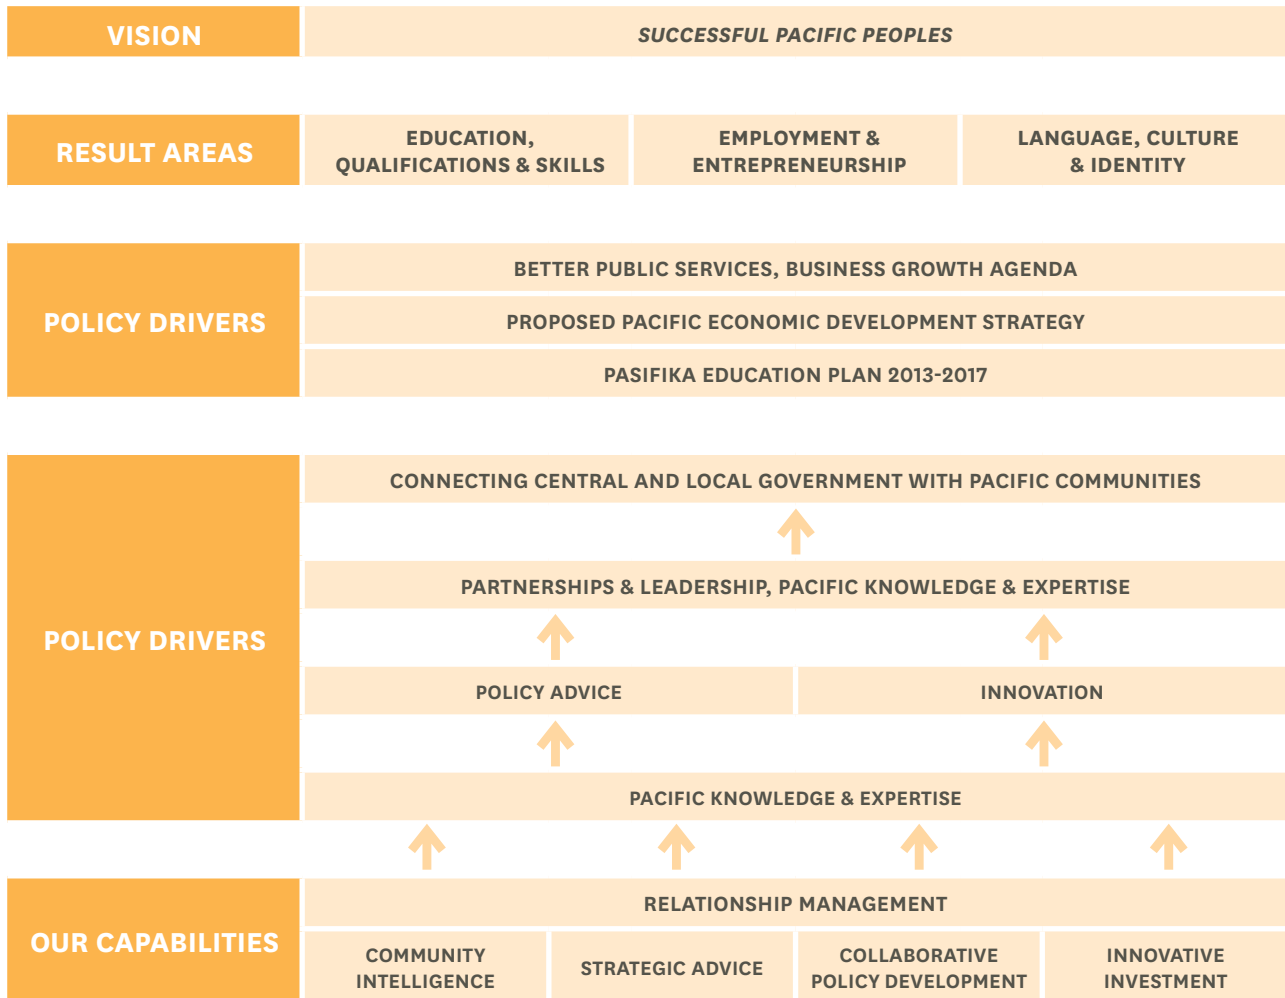 VISION
SUCCESSFUL PACIFIC PEOPLES
RESULT AREAS
EDUCATION,
QUALIFICATIONS & SKILLS
EMPLOYMENT &
ENTREPRENEURSHIP
LANGUAGE, CULTURE
& IDENTITY
POLICY DRIVERS
BETTER PUBLIC SERVICES, BUSINESS GROWTH AGENDA
PROPOSED PACIFIC ECONOMIC DEVELOPMENT STRATEGY
PASIFIKA EDUCATION PLAN 2013-2017
POLICY DRIVERS
CONNECTING CENTRAL AND LOCAL GOVERNMENT WITH PACIFIC COMMUNITIES
PARTNERSHIPS & LEADERSHIP, PACIFIC KNOWLEDGE & EXPERTISE
POLICY ADVICE
INNOVATION
PACIFIC KNOWLEDGE & EXPERTISE
OUR CAPABILITIES
RELATIONSHIP MANAGEMENT
COMMUNITY
INTELLIGENCE
STRATEGIC ADVICE
COLLABORATIVE
POLICY DEVELOPMENT
INNOVATIVE
INVESTMENT